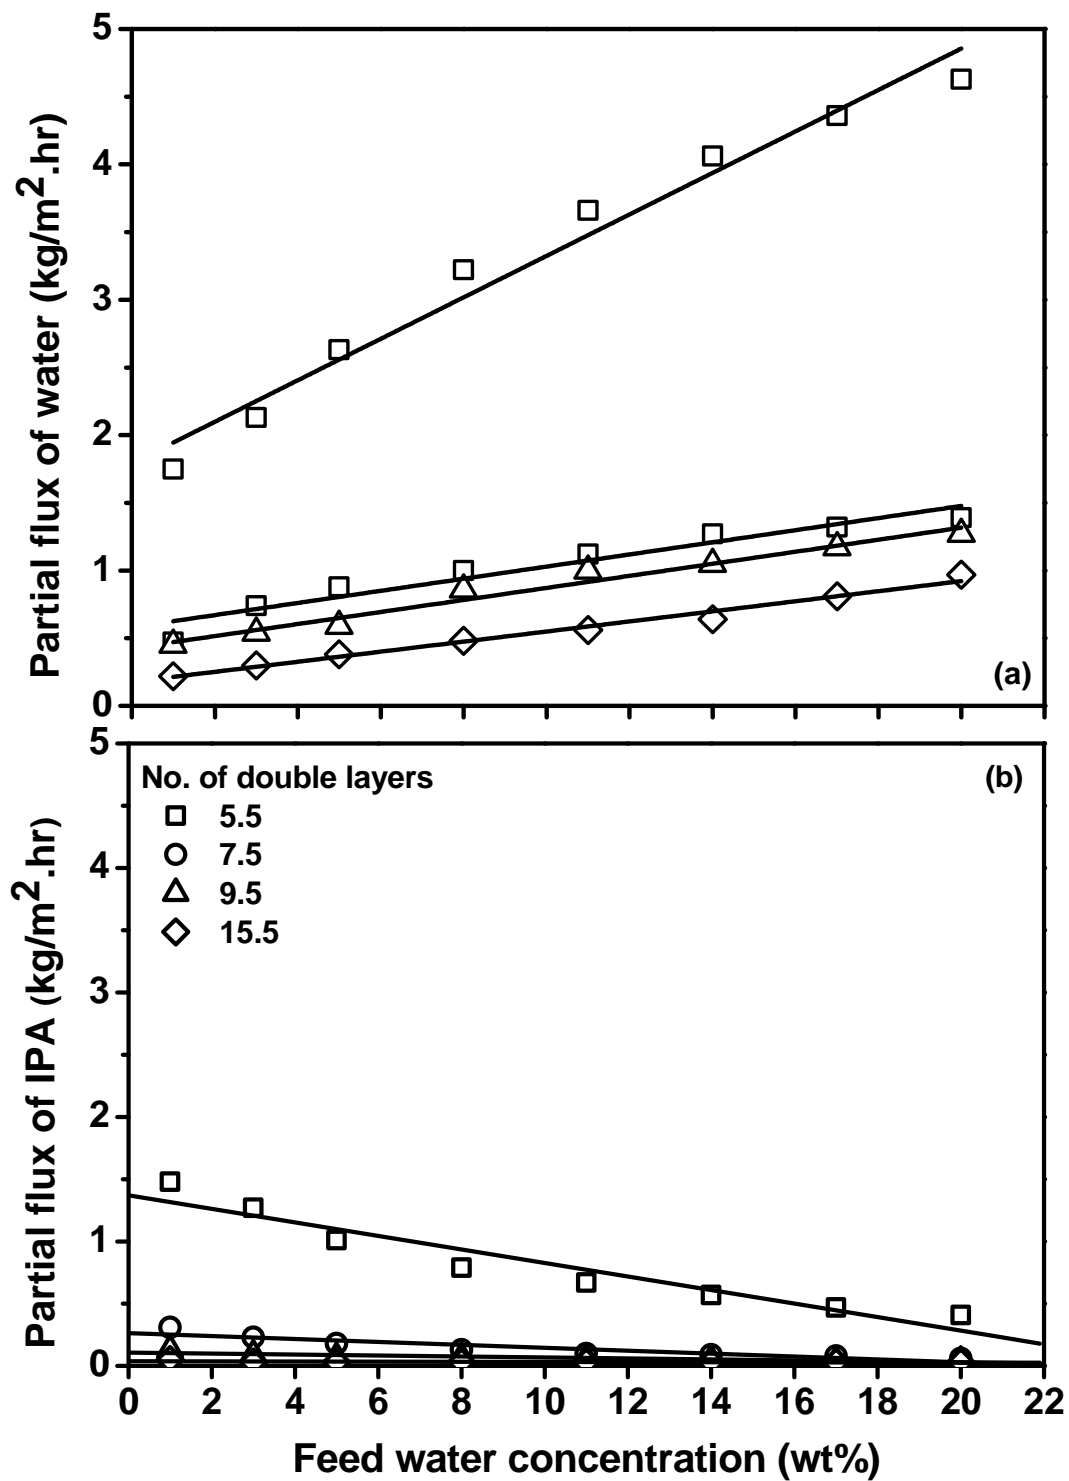 5
4
3
2
1
0
Partial flux of water (kg/m².hr)
(a)
5
4
3
2
1
0
Partial flux of IPA (kg/m².hr)
No. of double layers
5.5
7.5
9.5
15.5
(b)
0 2 4 6 8 10 12 14 16 18 20 22
Feed water concentration (wt%)